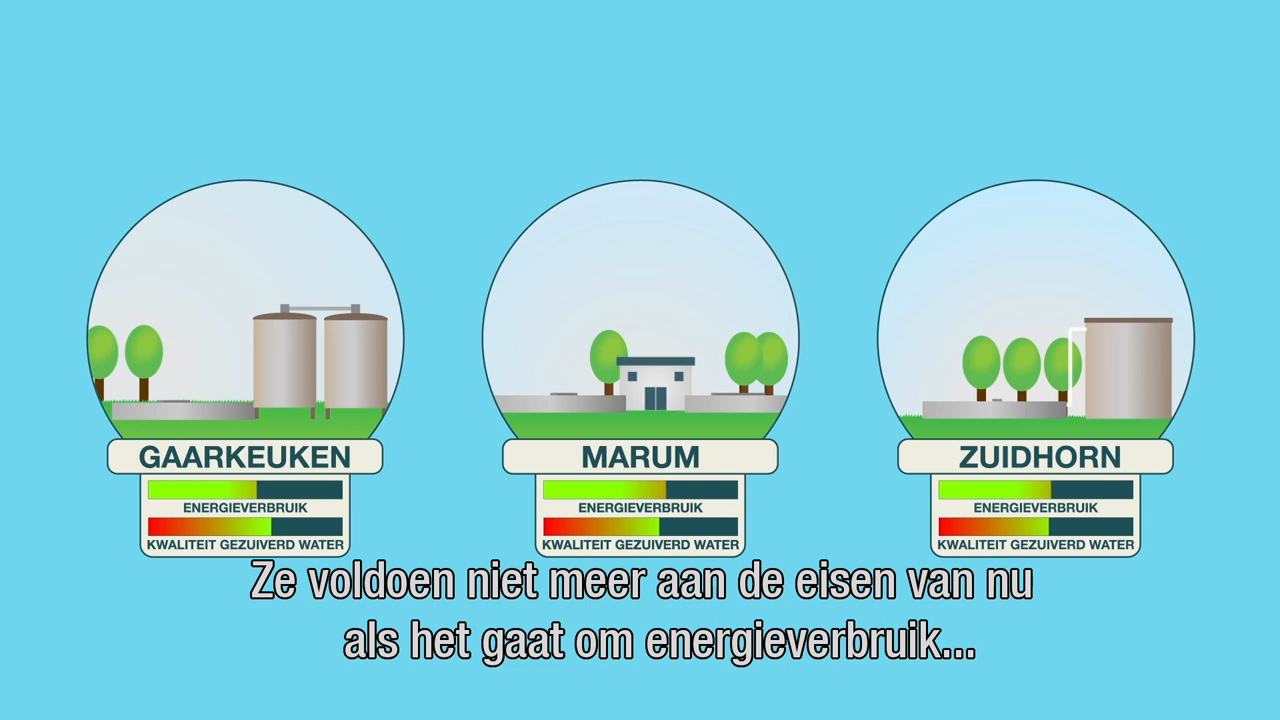 GAARKEUKEN
ENERGIEVERBRUIK
KWALITEIT GEZUIVERD WATER
MARUM
ENERGIEVERBRUIK
KWALITEIT GEZUIVERD WATER
ZUIDHORN
ENERGIEVERBRUIK
KWALITEIT GEZUIVERD WATER
Ze voldoen niet meer aan de eisen van nu
als het gaat om energieverbruik...